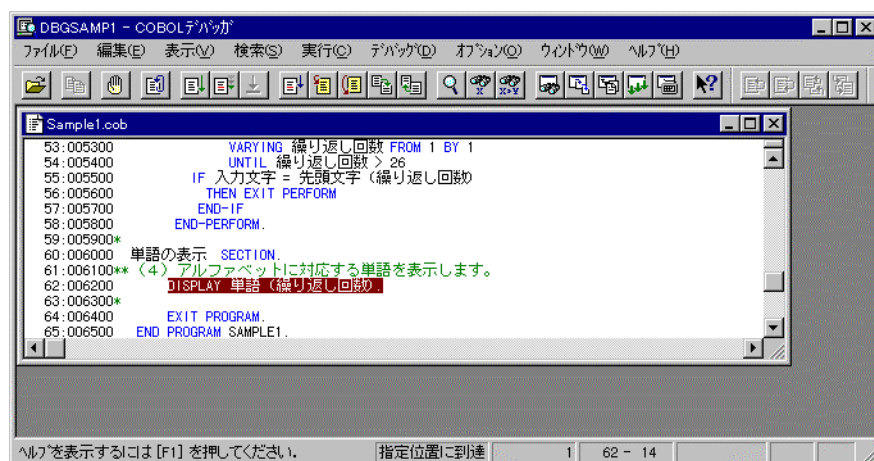 DBGSAMP1 - COBOLﾃﾞﾊﾞｯｶﾞ
ﾌｧｲﾙ(F) 編集(E) 表示(V) 検索(S) 実行(C) ﾃﾞﾊﾞｯｸﾞ(D) ｵﾌﾟｼｮﾝ(O) ｳｨﾝﾄﾞｳ(W) ﾍﾙﾌﾟ(H)
Sample1.cob
53:005300 VARYING 繰り返し回数 FROM 1 BY 1
54:005400 UNTIL 繰り返し回数 > 26
55:005500 IF 入力文字 = 先頭文字（繰り返し回数）
56:005600 THEN EXIT PERFORM
57:005700 END-IF
58:005800 END-PERFORM.
59:005900*
60:006000 単語の表示 SECTION.
61:006100**（４）アルファベットに対応する単語を表示します。
62:006200 DISPLAY 単語（繰り返し回数）.
63:006300*
64:006400 EXIT PROGRAM.
65:006500 END PROGRAM SAMPLE1.
ﾍﾙﾌﾟを表示するには [F1] を押してください. 指定位置に到達 1 62 - 14